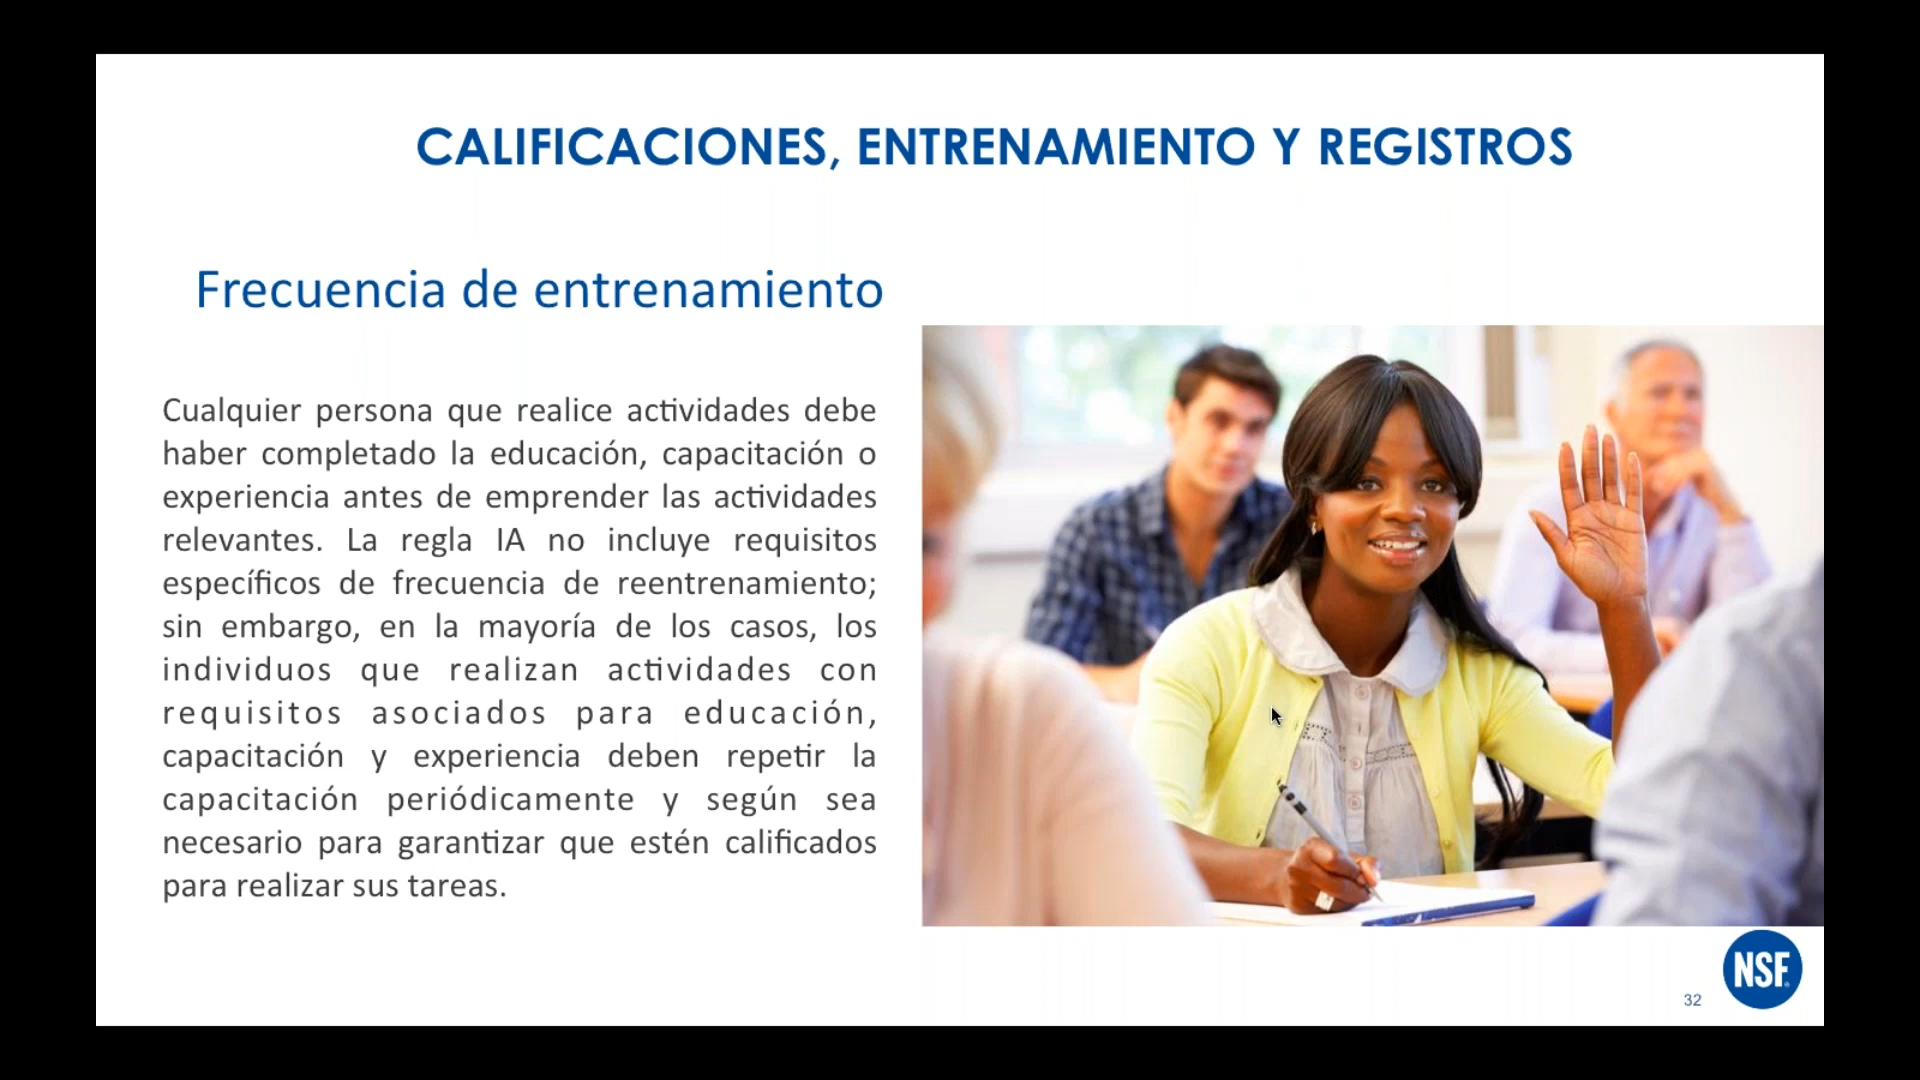 CALIFICACIONES, ENTRENAMIENTO Y REGISTROS
Frecuencia de entrenamiento
Cualquier persona que realice actividades debe
haber completado la educación, capacitación o
experiencia antes de emprender las actividades
relevantes. La regla IA no incluye requisitos
específicos de frecuencia de reentrenamiento;
sin embargo, en la mayoría de los casos, los
individuos que realizan actividades con
requisitos asociados para educación,
capacitación y experiencia deben repetir la
capacitación periódicamente y según sea
necesario para garantizar que estén calificados
para realizar sus tareas.
32
NSF